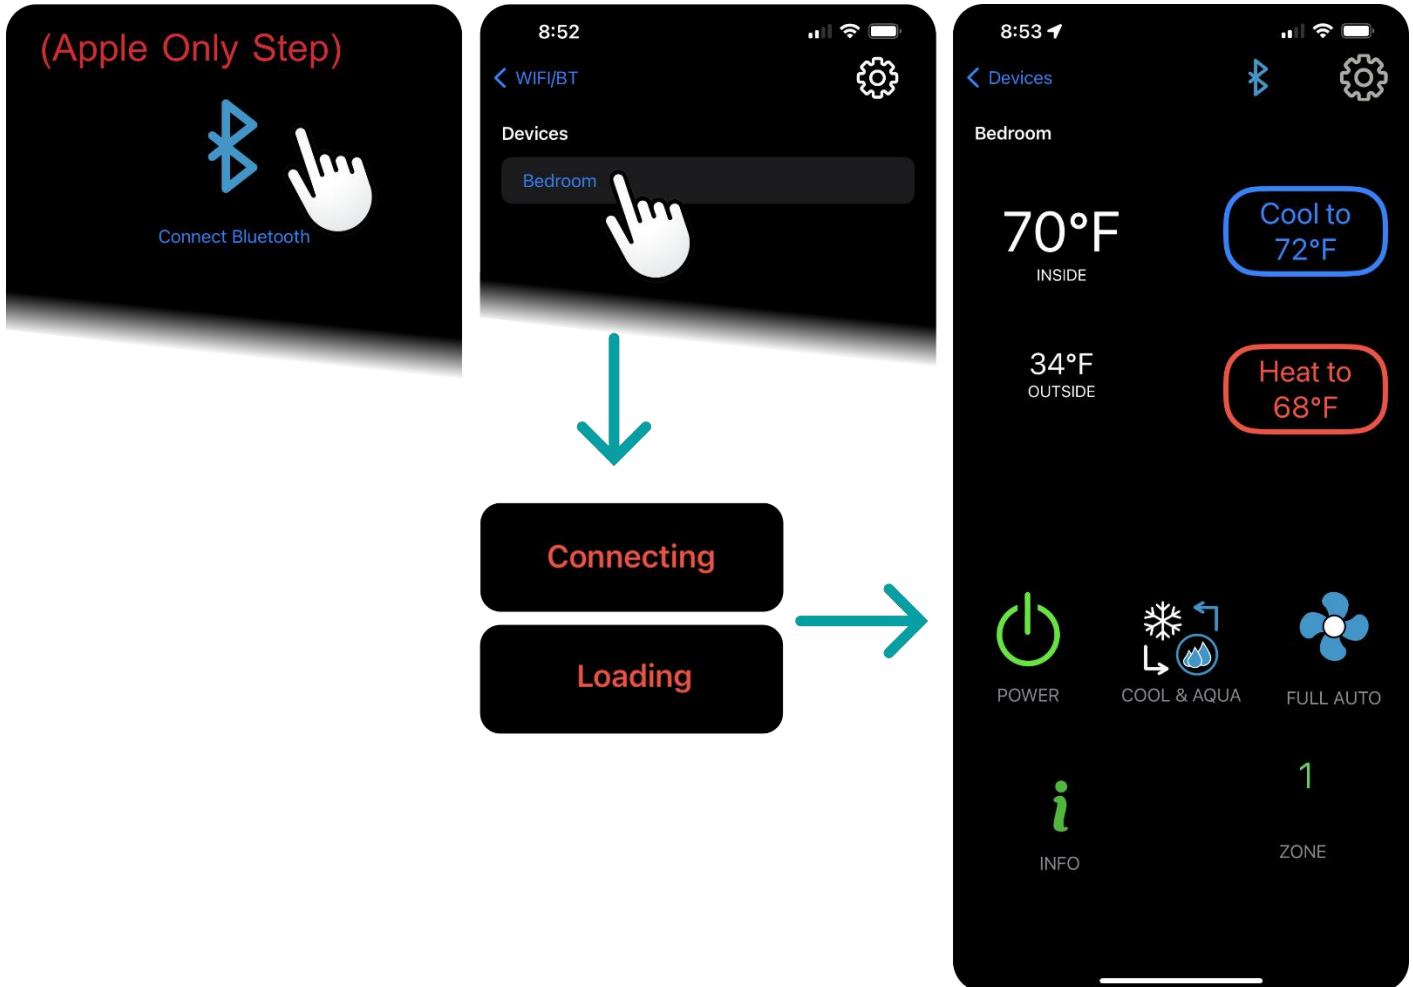 (Apple Only Step)
Connect Bluetooth
8:52
WIFI/BT
Devices
Bedroom
Connecting
Loading
8:53
Devices
Bedroom
70°F
INSIDE
Cool to
72°F
34°F
OUTSIDE
Heat to
68°F
POWER
COOL & AQUA
FULL AUTO
i
INFO
1
ZONE